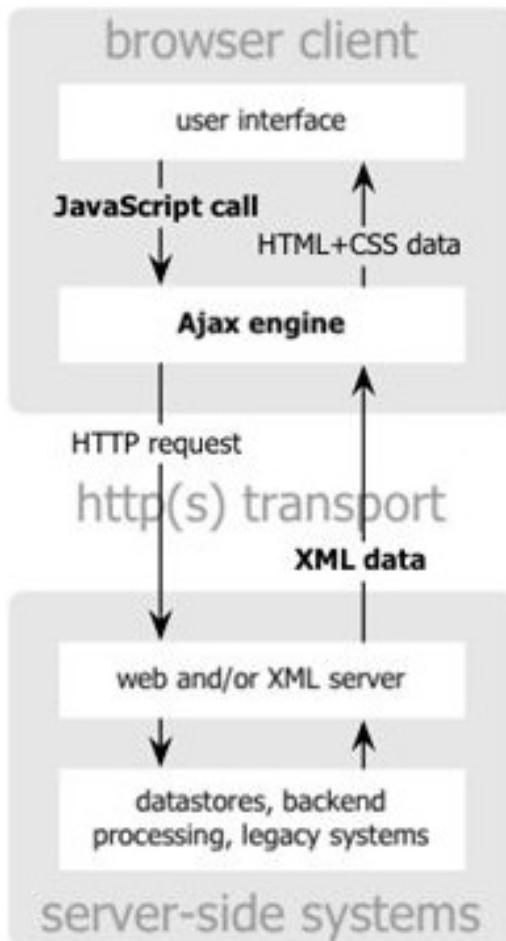 browser client
user interface
JavaScript call
HTML+CSS data
Ajax engine
HTTP request
http(s) transport
XML data
web and/or XML server
datastores, backend
processing, legacy systems
server-side systems